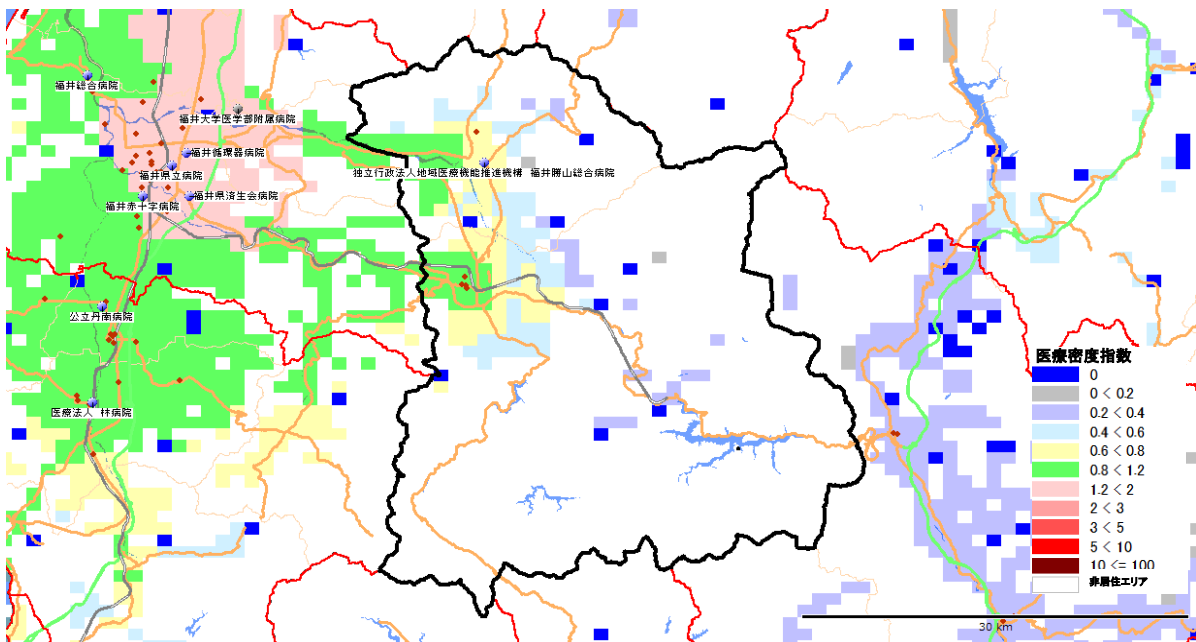 福井総合病院
福井大学医学部附属病院
福井循環器病院
福井県立病院
独立行政法人地域医療機能推進機構 福井勝山総合病院
福井県済生会病院
福井赤十字病院
公立丹南病院
医療法人 林病院
医療密度指数
0
0 < 0.2
0.2 < 0.4
0.4 < 0.6
0.6 < 0.8
0.8 < 1.2
1.2 < 2
2 < 3
3 < 5
5 < 10
10 <= 100
非居住エリア
30 km